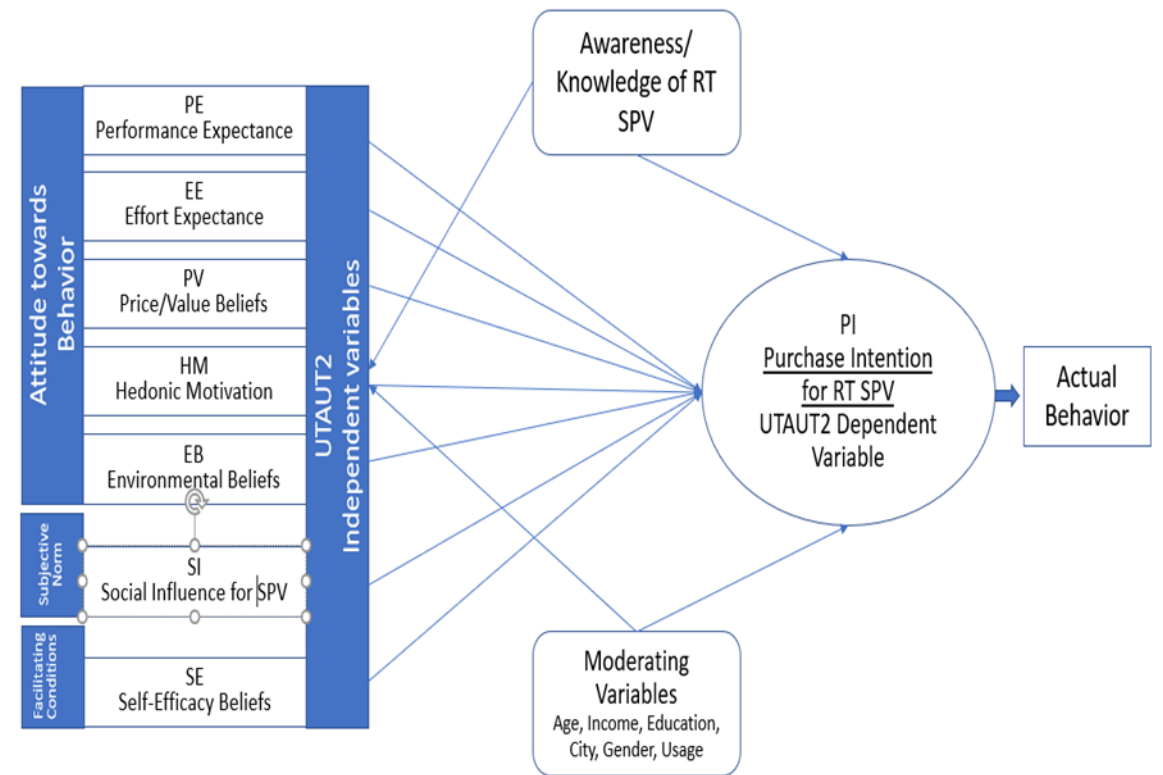 Attitude towards
Behavior
Subjective
Norm
Facilitating
Conditions
PE
Performance Expectance
EE
Effort Expectance
PV
Price/Value Beliefs
HM
Hedonic Motivation
EB
Environmental Beliefs
SI
Social Influence for SPV
SE
Self-Efficacy Beliefs
UTAUT2
Independent variables
Awareness/
Knowledge of RT
SPV
PI
Purchase Intention
for RT SPV
UTAUT2 Dependent
Variable
Actual
Behavior
Moderating
Variables
Age, Income, Education,
City, Gender, Usage